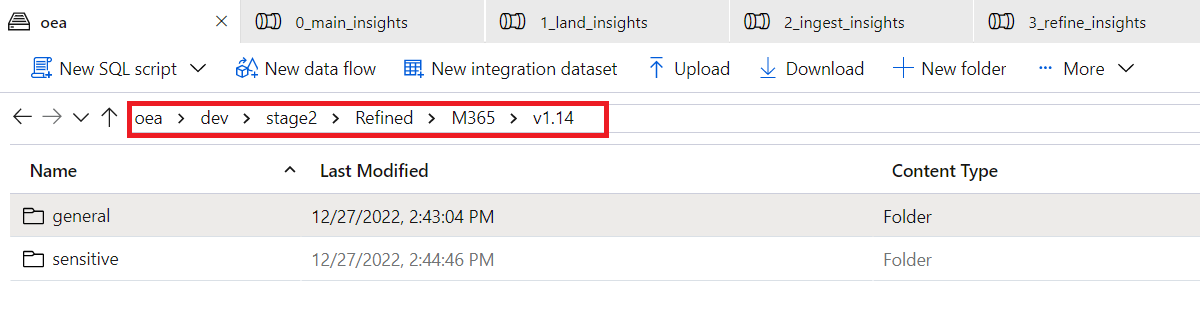 oea 0_main_insights 1_land_insights 2_ingest_insights 3_refine_insights
New SQL script New data flow New integration dataset Upload Download New folder More
oea > dev > stage2 > Refined > M365 > v1.14
Name Last Modified Content Type
general 12/27/2022, 2:43:04 PM Folder
sensitive 12/27/2022, 2:44:46 PM Folder